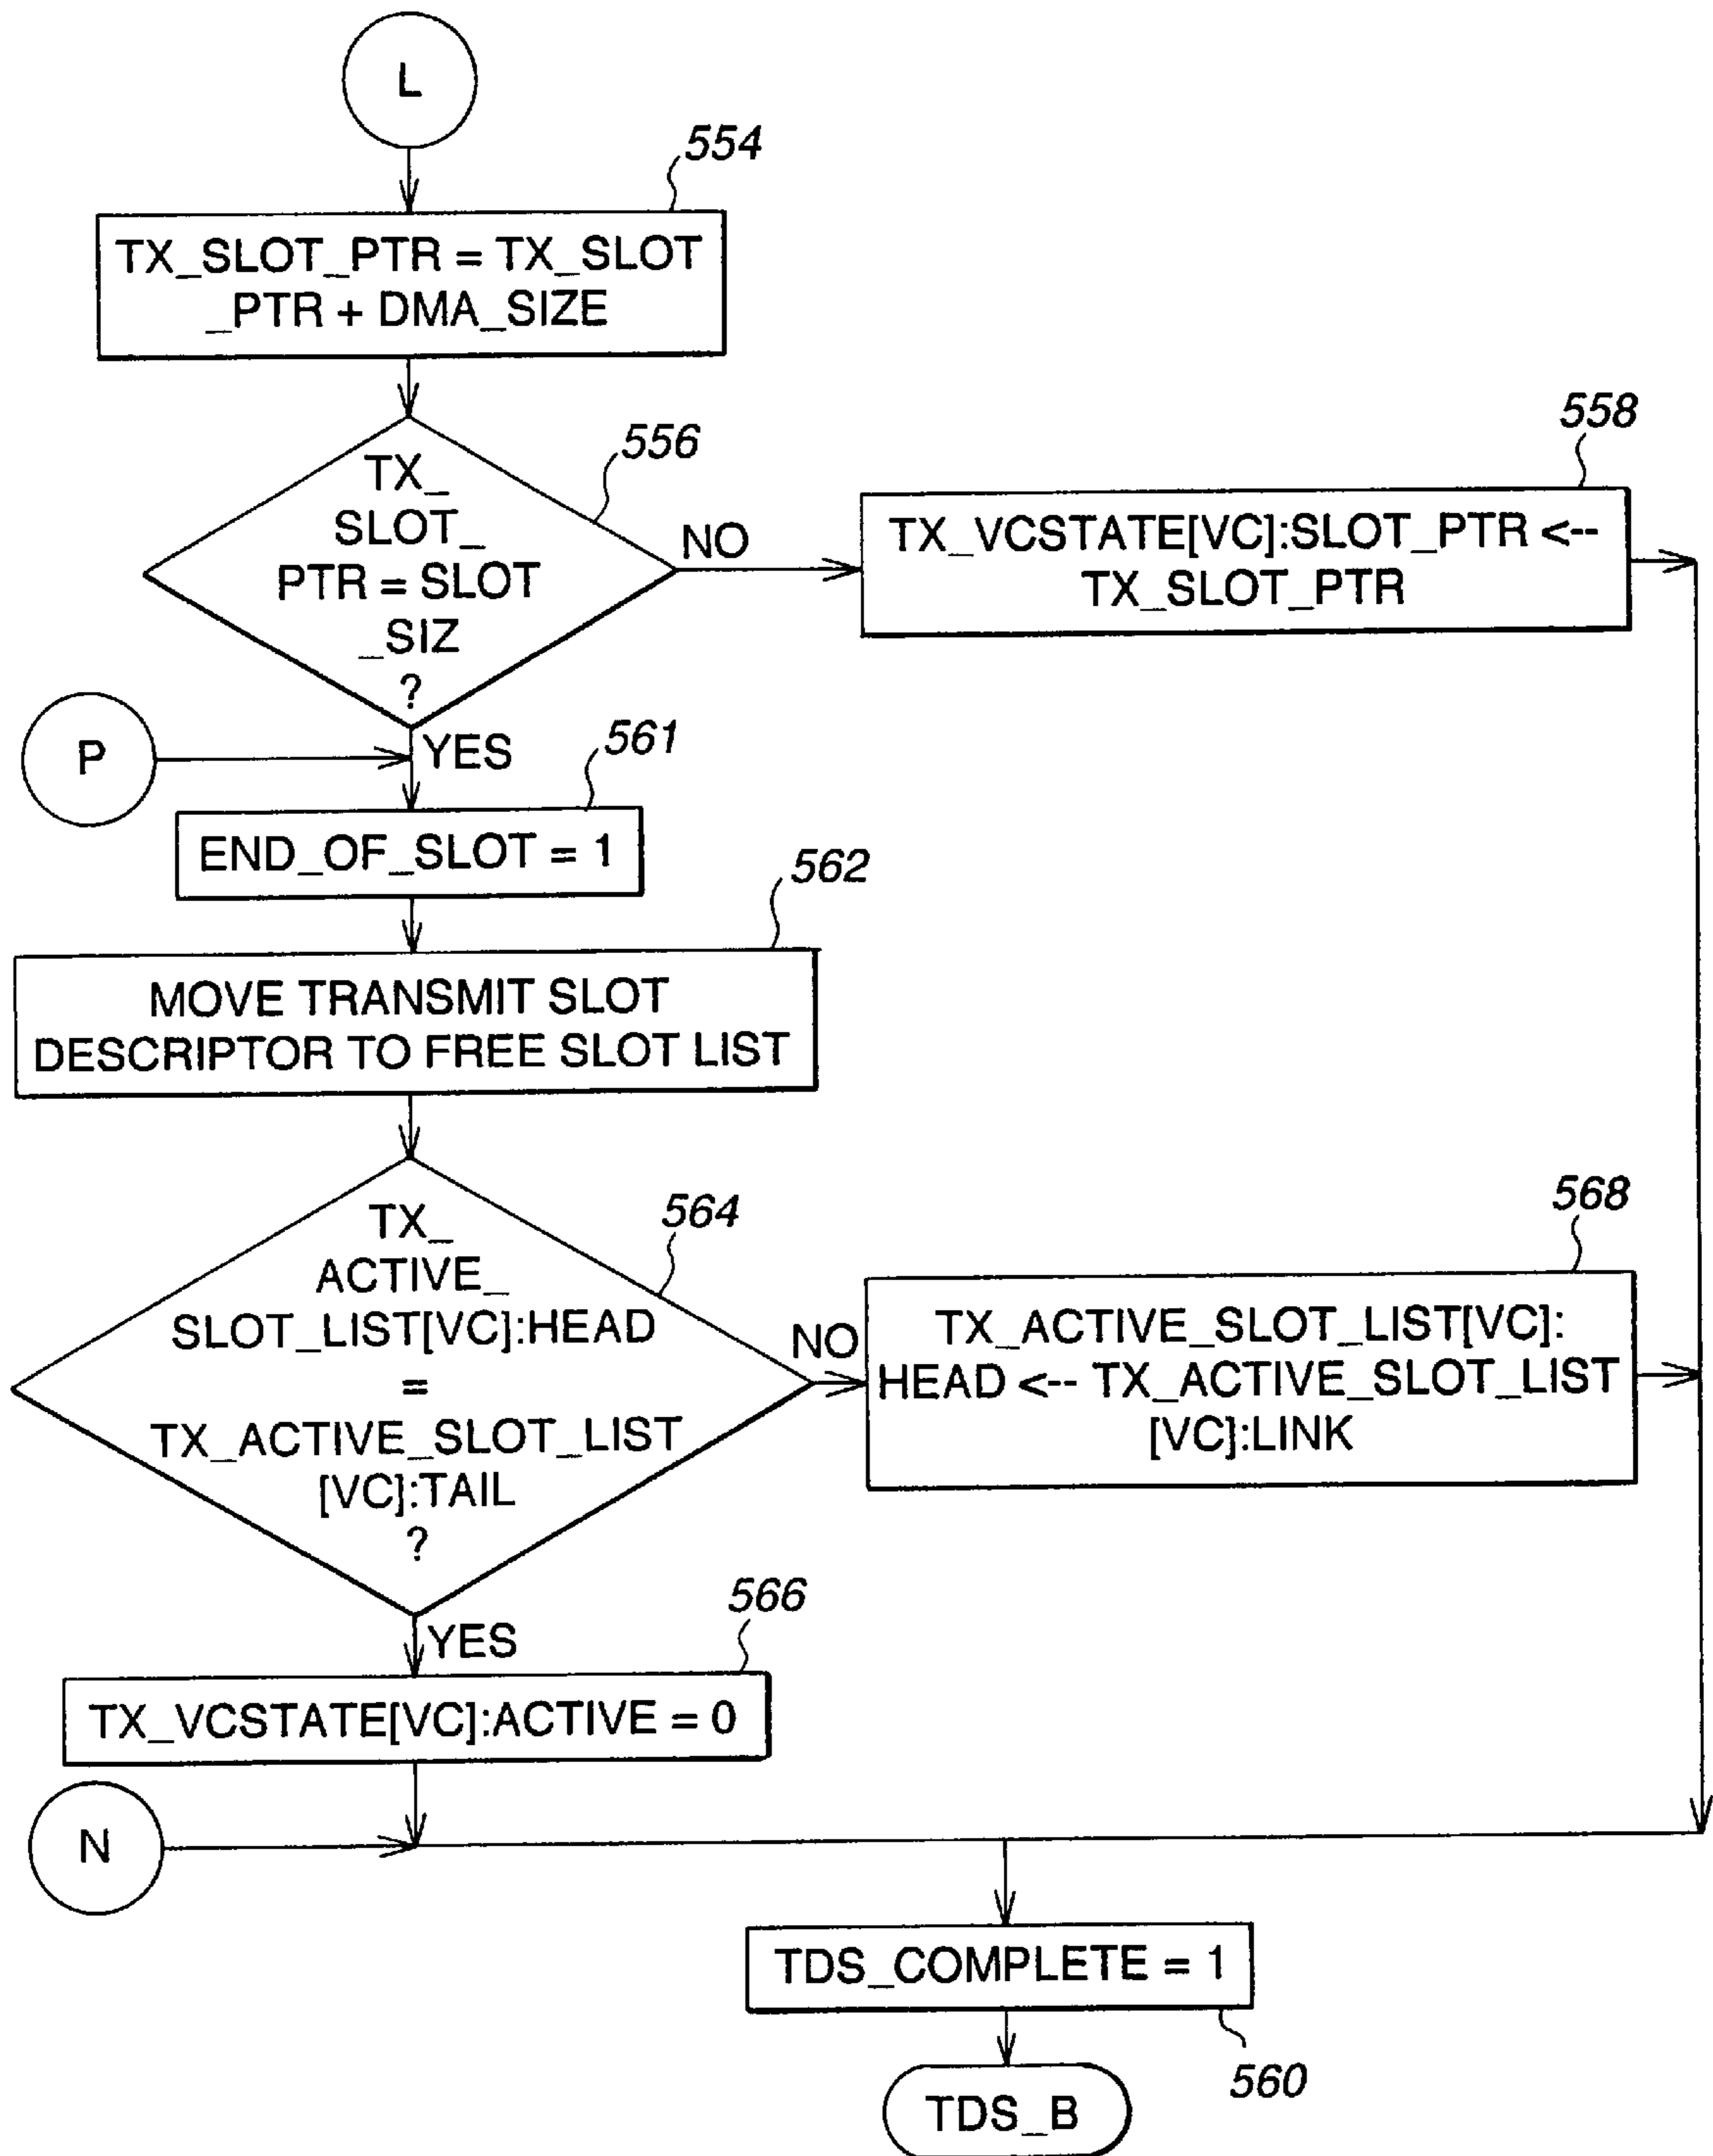 L
554
TX_SLOT_PTR = TX_SLOT
_PTR + DMA_SIZE
556
TX_
SLOT_
PTR = SLOT
_SIZ
?
NO
558
TX_VCSTATE[VC]:SLOT_PTR <--
TX_SLOT_PTR
P
YES
561
END_OF_SLOT = 1
562
MOVE TRANSMIT SLOT
DESCRIPTOR TO FREE SLOT LIST
564
TX_
ACTIVE_
SLOT_LIST[VC]:HEAD
=
TX_ACTIVE_SLOT_LIST
[VC]:TAIL
?
NO
568
TX_ACTIVE_SLOT_LIST[VC]:
HEAD <-- TX_ACTIVE_SLOT_LIST
[VC]:LINK
YES
566
TX_VCSTATE[VC]:ACTIVE = 0
N
TDS_COMPLETE = 1
560
TDS_B